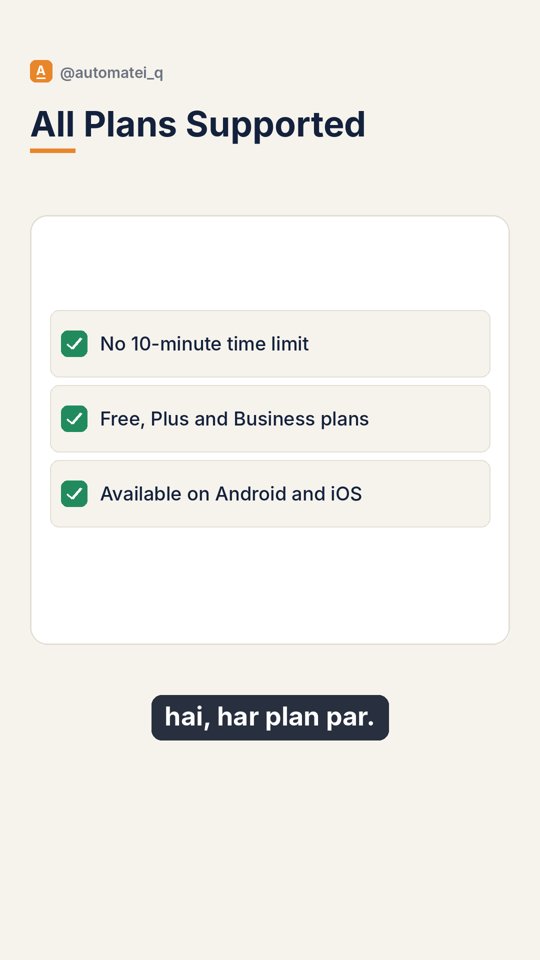 A
@automatei_q
All Plans Supported
No 10-minute time limit
Free, Plus and Business plans
Available on Android and iOS
hai, har plan par.